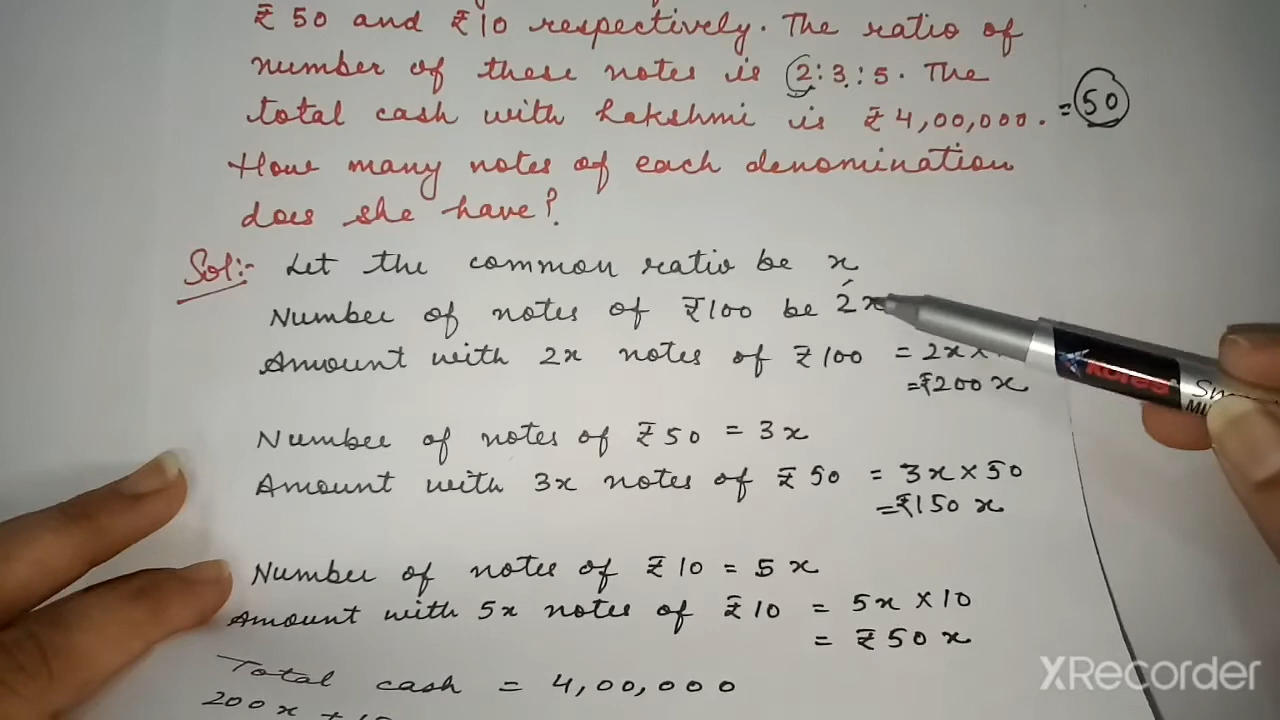 ₹ 50 and ₹10 respectively. The ratio of
number of these notes is 2:3:5. The
total cash with Lakshmi is ₹4,00,000. = 50
How many notes of each denomination
does she have?
Sol:- Let the common ratio be x
Number of notes of ₹100 be 2x
Amount with 2x notes of ₹100 = 2x×
=₹200 x
Number of notes of ₹50 = 3x
Amount with 3x notes of ₹50 = 3x×50
=₹150 x
Number of notes of ₹10 = 5x
Amount with 5x notes of ₹10 = 5x×10
= ₹50 x
Total cash = 4,00,000
200x +
Kores
XRecorder